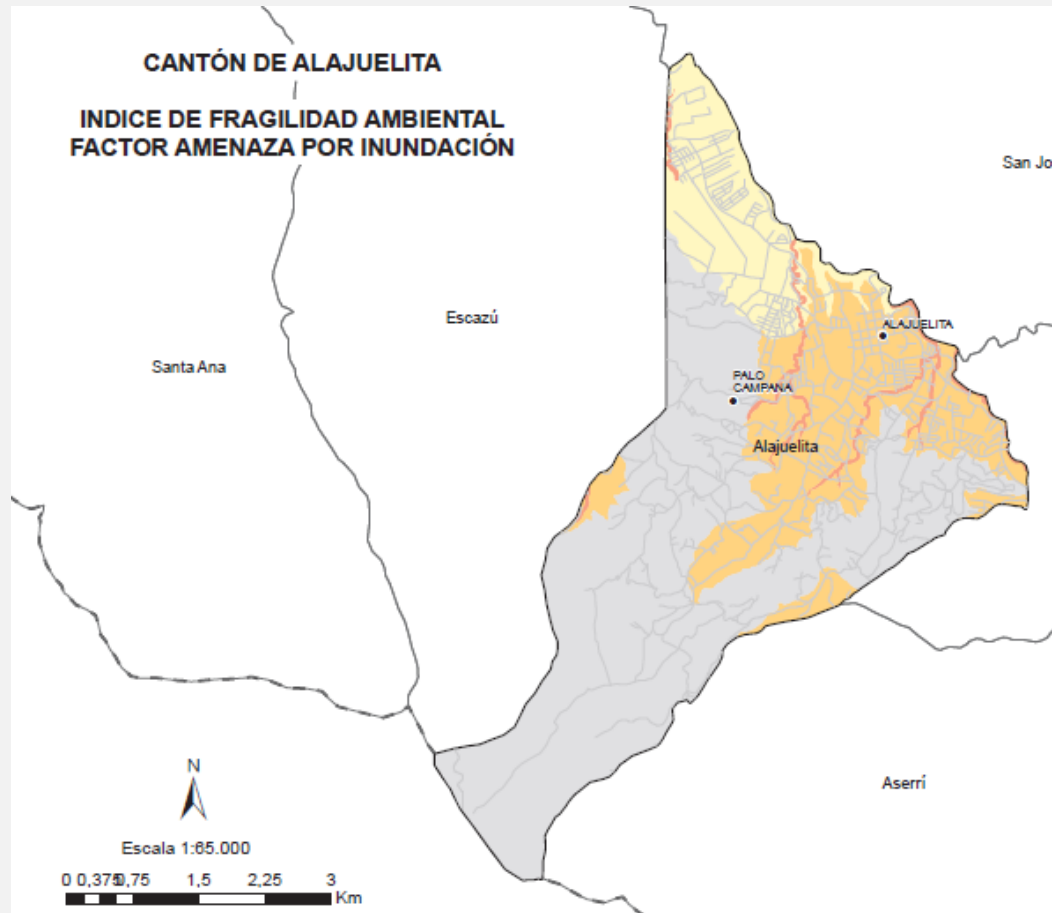 CANTÓN DE ALAJUELITA
INDICE DE FRAGILIDAD AMBIENTAL
FACTOR AMENAZA POR INUNDACIÓN
San Jo
Escazú
Santa Ana
ALAJUELITA
PALO
CAMPANA
Alajuelita
Aserrí
N
Escala 1:65.000
0 0,375 0,75 1,5 2,25 3
Km